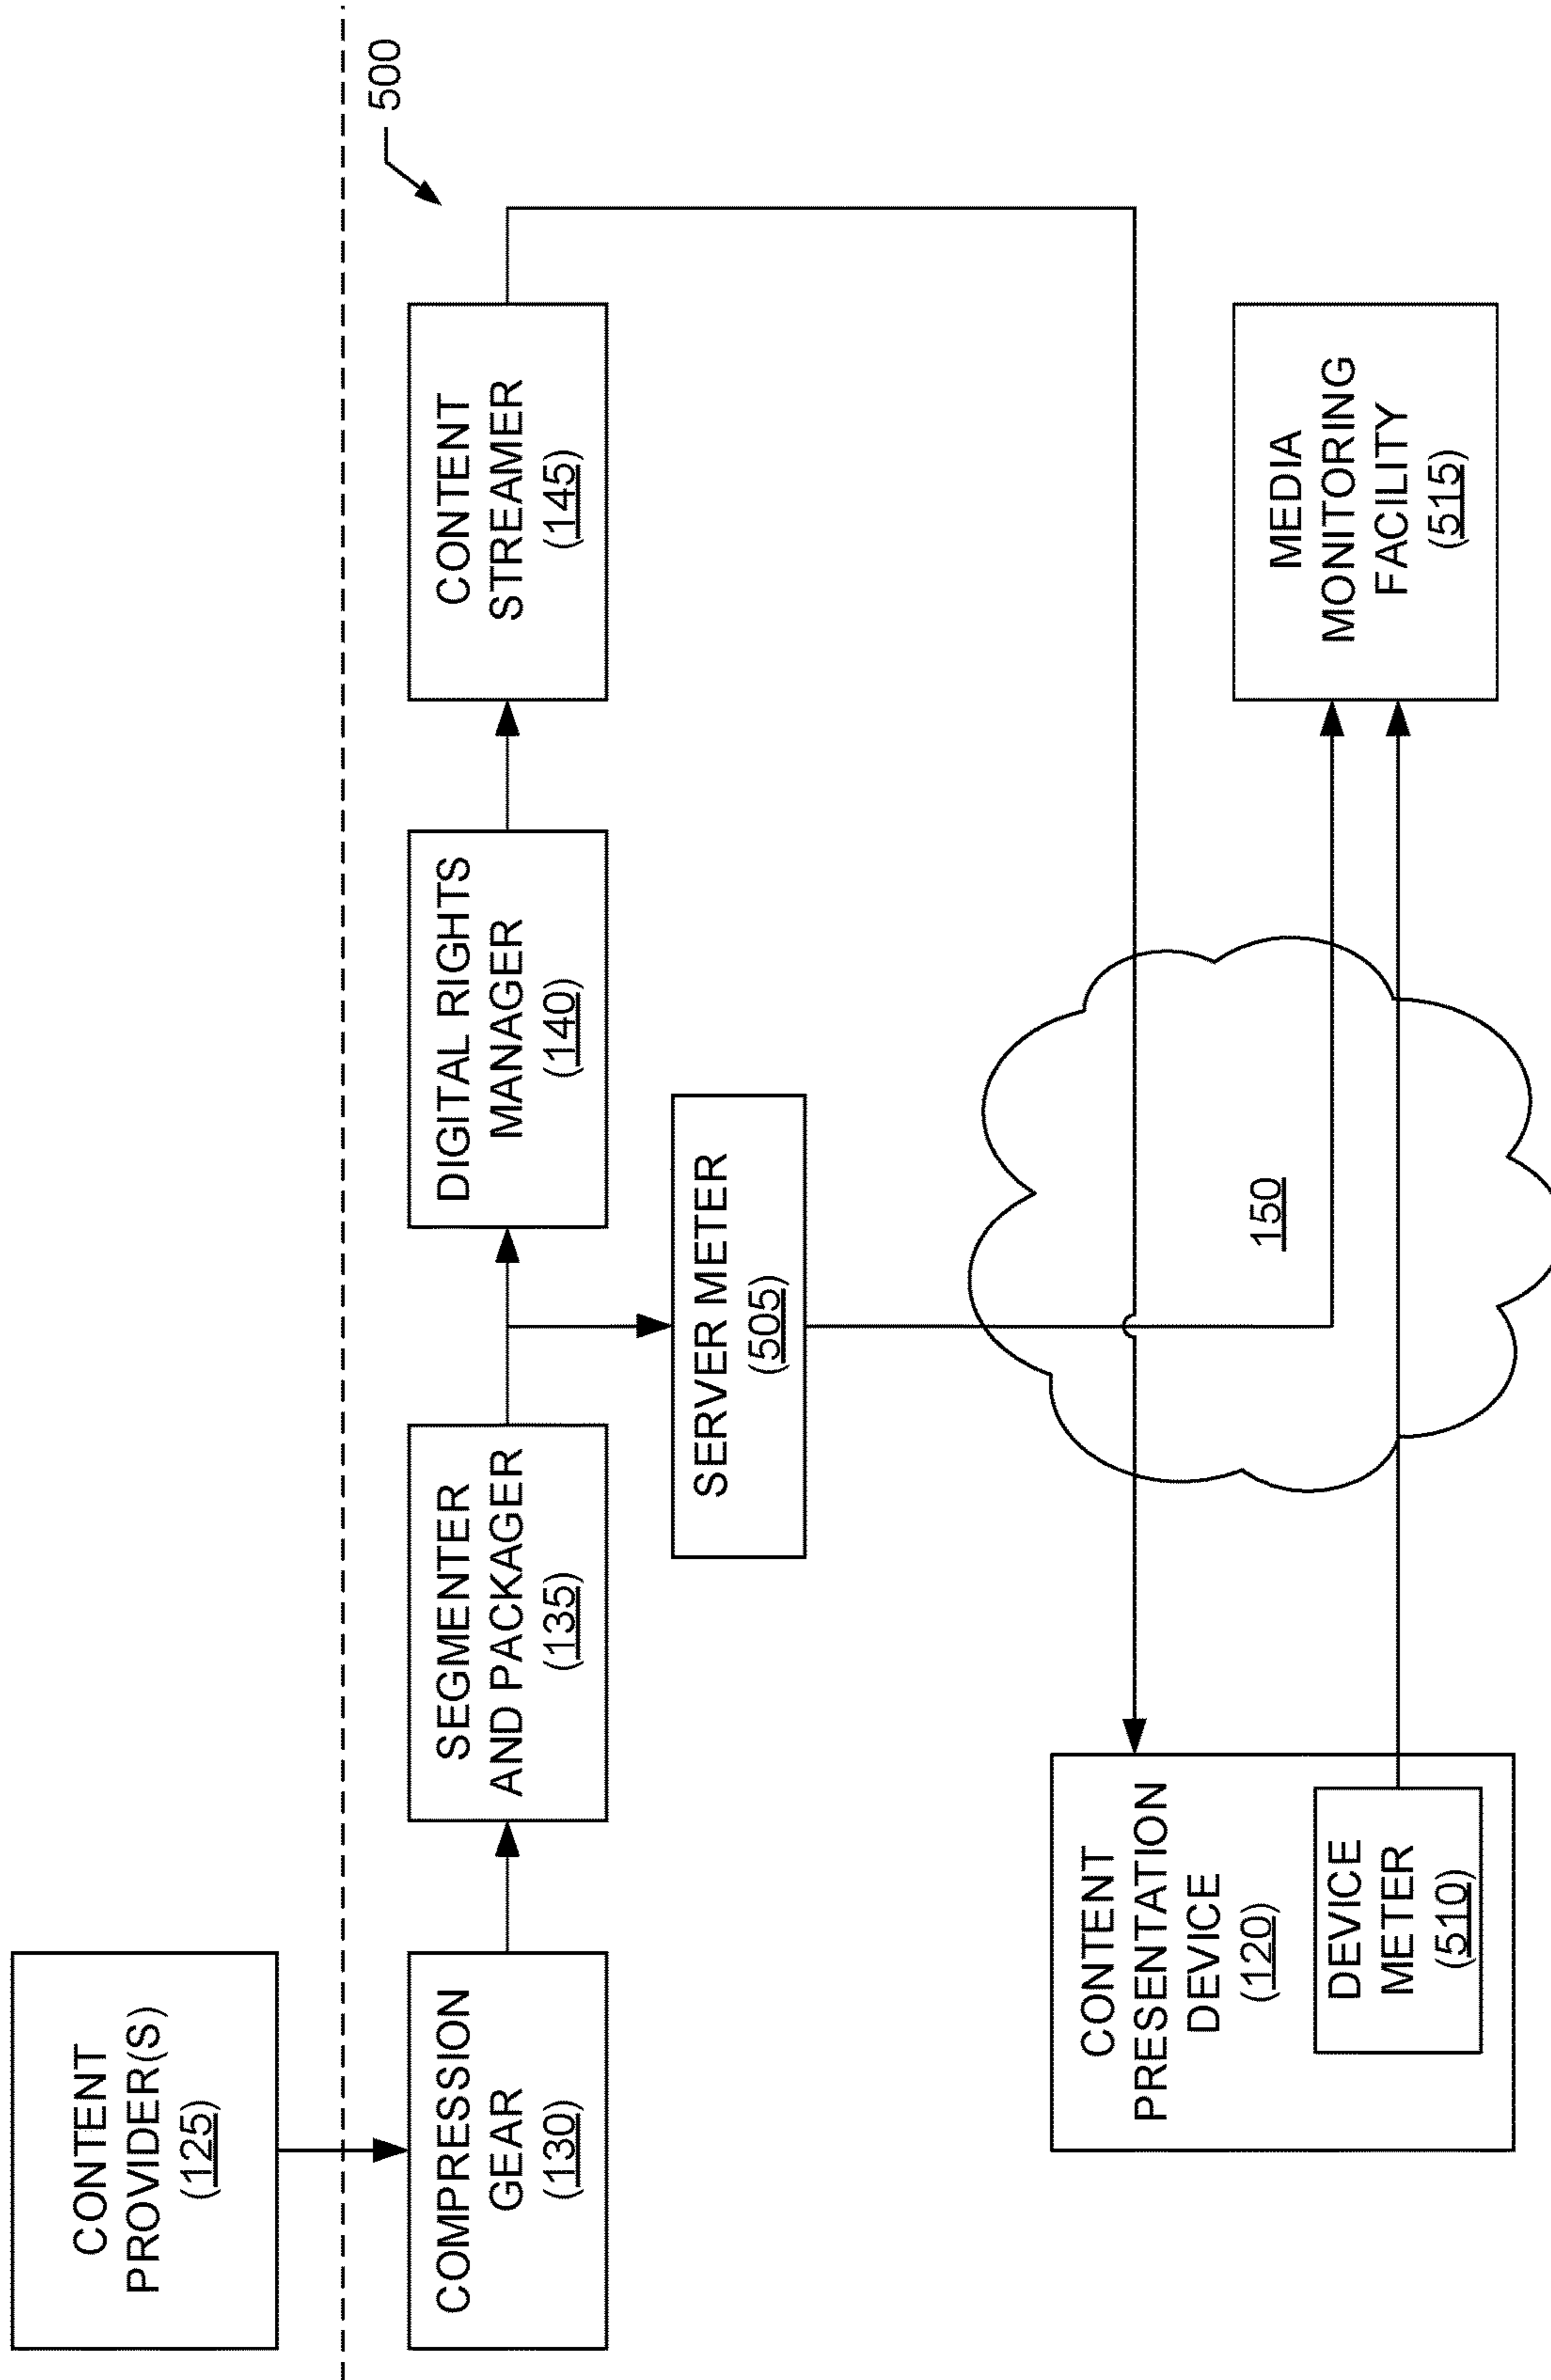 CONTENT
PROVIDER(S)
(125)
500
COMPRESSION
GEAR
(130)
SEGMENTER
AND PACKAGER
(135)
DIGITAL RIGHTS
MANAGER
(140)
CONTENT
STREAMER
(145)
SERVER METER
(505)
150
CONTENT
PRESENTATION
DEVICE
(120)
DEVICE
METER
(510)
MEDIA
MONITORING
FACILITY
(515)